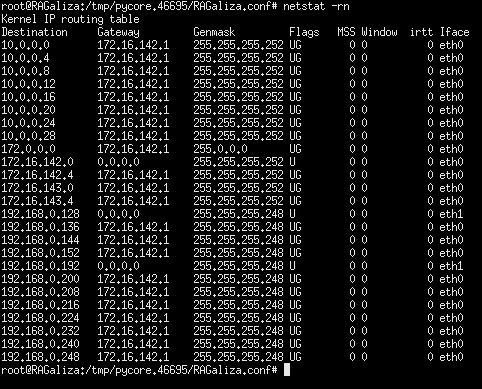 root@RAGaliza:/tmp/pycore.46695/RAGaliza.conf# netstat -rn
Kernel IP routing table
Destination     Gateway         Genmask         Flags   MSS Window  irtt Iface
10.0.0.0        172.16.142.1    255.255.255.252 UG        0 0          0 eth0
10.0.0.4        172.16.142.1    255.255.255.252 UG        0 0          0 eth0
10.0.0.8        172.16.142.1    255.255.255.252 UG        0 0          0 eth0
10.0.0.12       172.16.142.1    255.255.255.252 UG        0 0          0 eth0
10.0.0.16       172.16.142.1    255.255.255.252 UG        0 0          0 eth0
10.0.0.20       172.16.142.1    255.255.255.252 UG        0 0          0 eth0
10.0.0.24       172.16.142.1    255.255.255.252 UG        0 0          0 eth0
10.0.0.28       172.16.142.1    255.255.255.252 UG        0 0          0 eth0
172.0.0.0       172.16.142.1    255.0.0.0       UG        0 0          0 eth0
172.16.142.0    0.0.0.0         255.255.255.252 U         0 0          0 eth0
172.16.142.4    172.16.142.1    255.255.255.252 UG        0 0          0 eth0
172.16.143.0    172.16.142.1    255.255.255.252 UG        0 0          0 eth0
172.16.143.4    172.16.142.1    255.255.255.252 UG        0 0          0 eth0
192.168.0.128   0.0.0.0         255.255.255.248 U         0 0          0 eth1
192.168.0.136   172.16.142.1    255.255.255.248 UG        0 0          0 eth0
192.168.0.144   172.16.142.1    255.255.255.248 UG        0 0          0 eth0
192.168.0.152   172.16.142.1    255.255.255.248 UG        0 0          0 eth0
192.168.0.192   0.0.0.0         255.255.255.248 U         0 0          0 eth1
192.168.0.200   172.16.142.1    255.255.255.248 UG        0 0          0 eth0
192.168.0.208   172.16.142.1    255.255.255.248 UG        0 0          0 eth0
192.168.0.216   172.16.142.1    255.255.255.248 UG        0 0          0 eth0
192.168.0.224   172.16.142.1    255.255.255.248 UG        0 0          0 eth0
192.168.0.232   172.16.142.1    255.255.255.248 UG        0 0          0 eth0
192.168.0.240   172.16.142.1    255.255.255.248 UG        0 0          0 eth0
192.168.0.248   172.16.142.1    255.255.255.248 UG        0 0          0 eth0
root@RAGaliza:/tmp/pycore.46695/RAGaliza.conf#